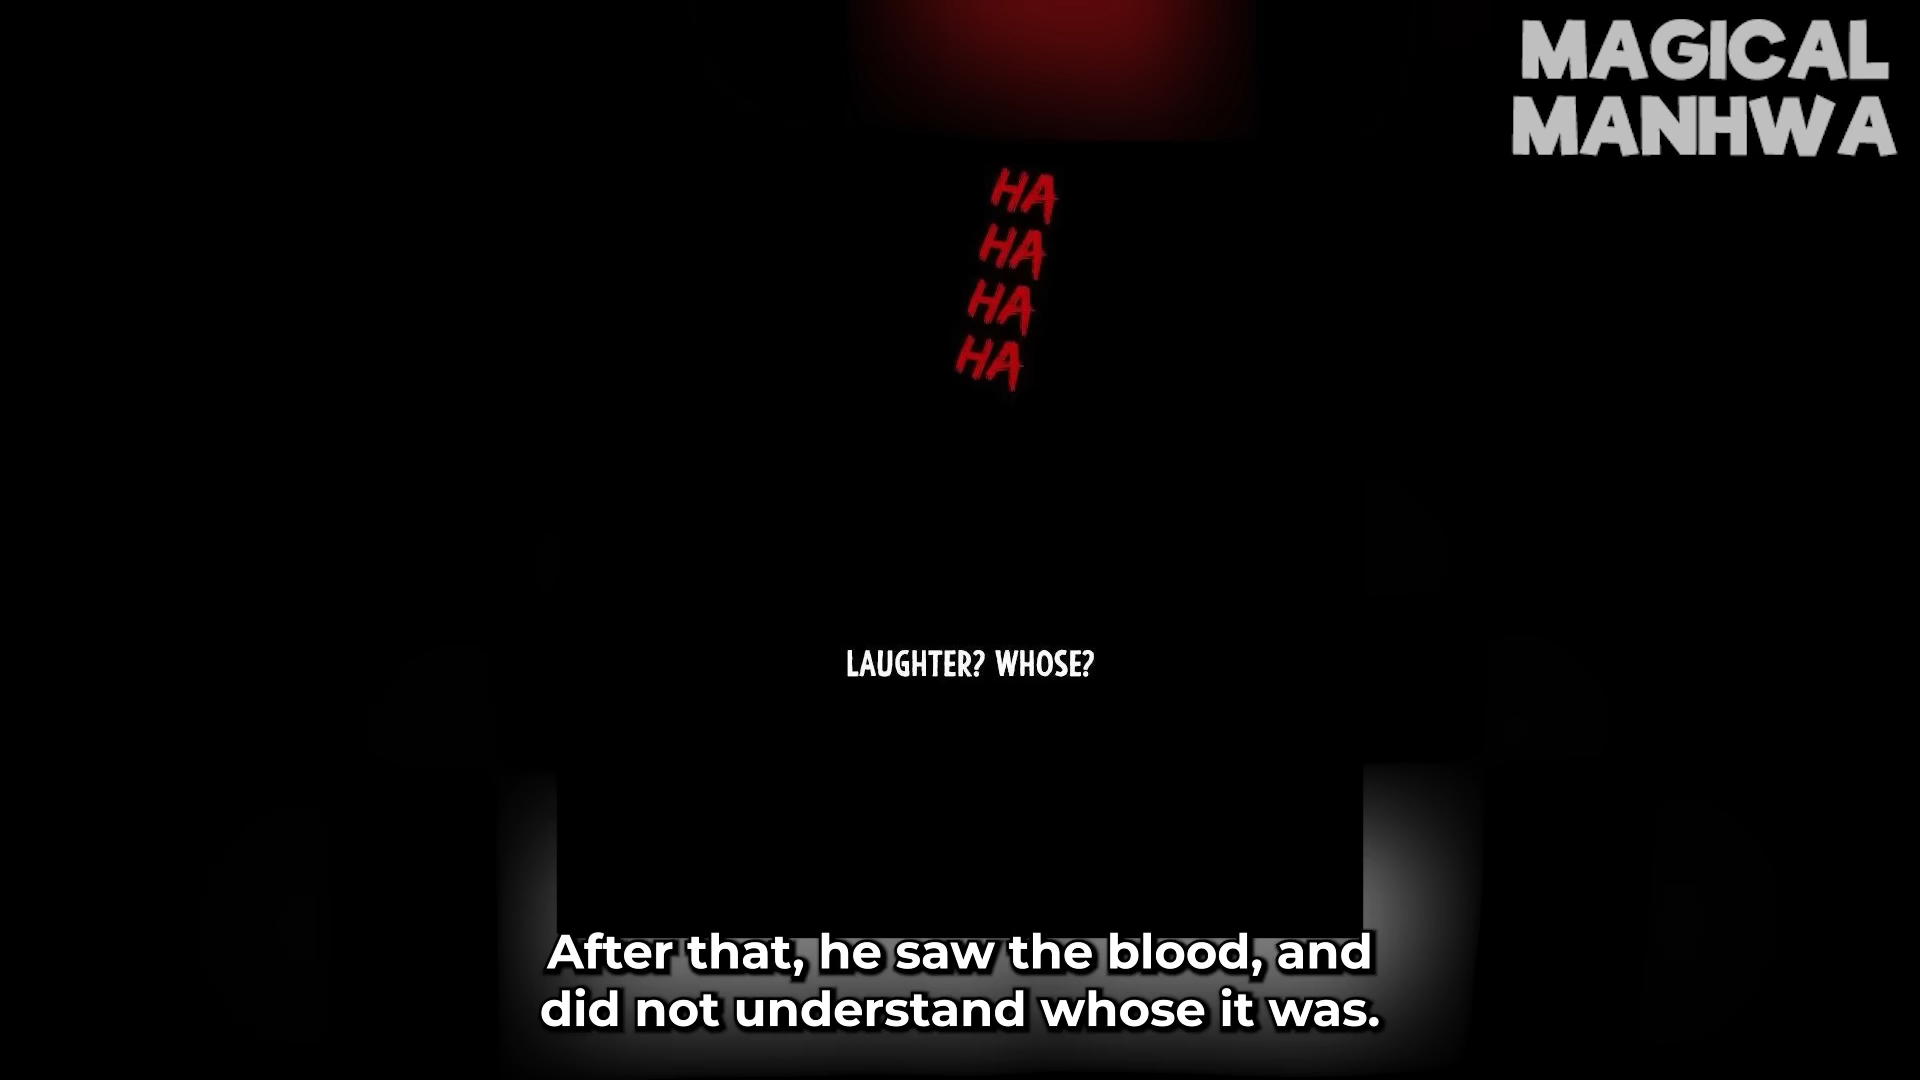 MAGICAL
MANHWA
HA
HA
HA
HA
LAUGHTER? WHOSE?
After that, he saw the blood, and
did not understand whose it was.